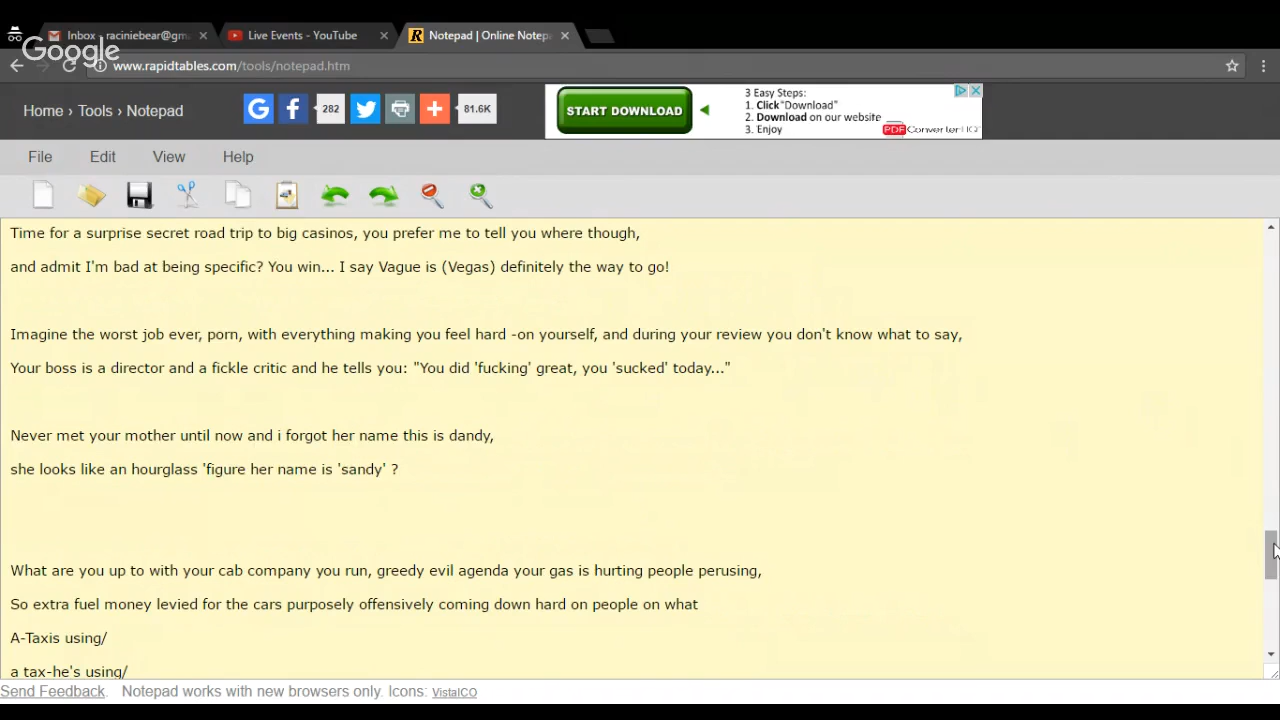 Inbox - raciniebear@gm
Live Events - YouTube
Notepad | Online Notep
Google
www.rapidtables.com/tools/notepad.htm
Home › Tools › Notepad
282
81.6K
START DOWNLOAD
3 Easy Steps:
1. Click "Download"
2. Download on our website
3. Enjoy
PDF ConverterHQ
File Edit View Help
Time for a surprise secret road trip to big casinos, you prefer me to tell you where though,
and admit I'm bad at being specific? You win... I say Vague is (Vegas) definitely the way to go!
Imagine the worst job ever, porn, with everything making you feel hard -on yourself, and during your review you don't know what to say,
Your boss is a director and a fickle critic and he tells you: "You did 'fucking' great, you 'sucked' today..."
Never met your mother until now and i forgot her name this is dandy,
she looks like an hourglass 'figure her name is 'sandy' ?
What are you up to with your cab company you run, greedy evil agenda your gas is hurting people perusing,
So extra fuel money levied for the cars purposely offensively coming down hard on people on what
A-Taxis using/
a tax-he's using/
Send Feedback. Notepad works with new browsers only. Icons: VistaICO